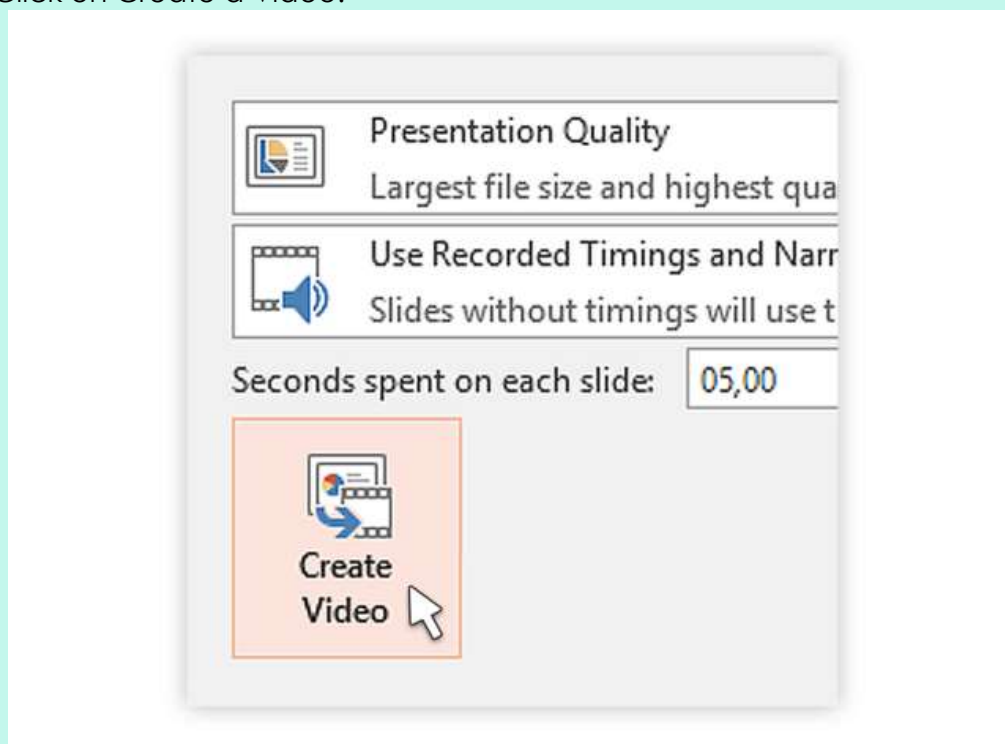 Click on Create a video.
Presentation Quality
Largest file size and highest qua
Use Recorded Timings and Narr
Slides without timings will use t
Seconds spent on each slide: 05,00
Create
Video